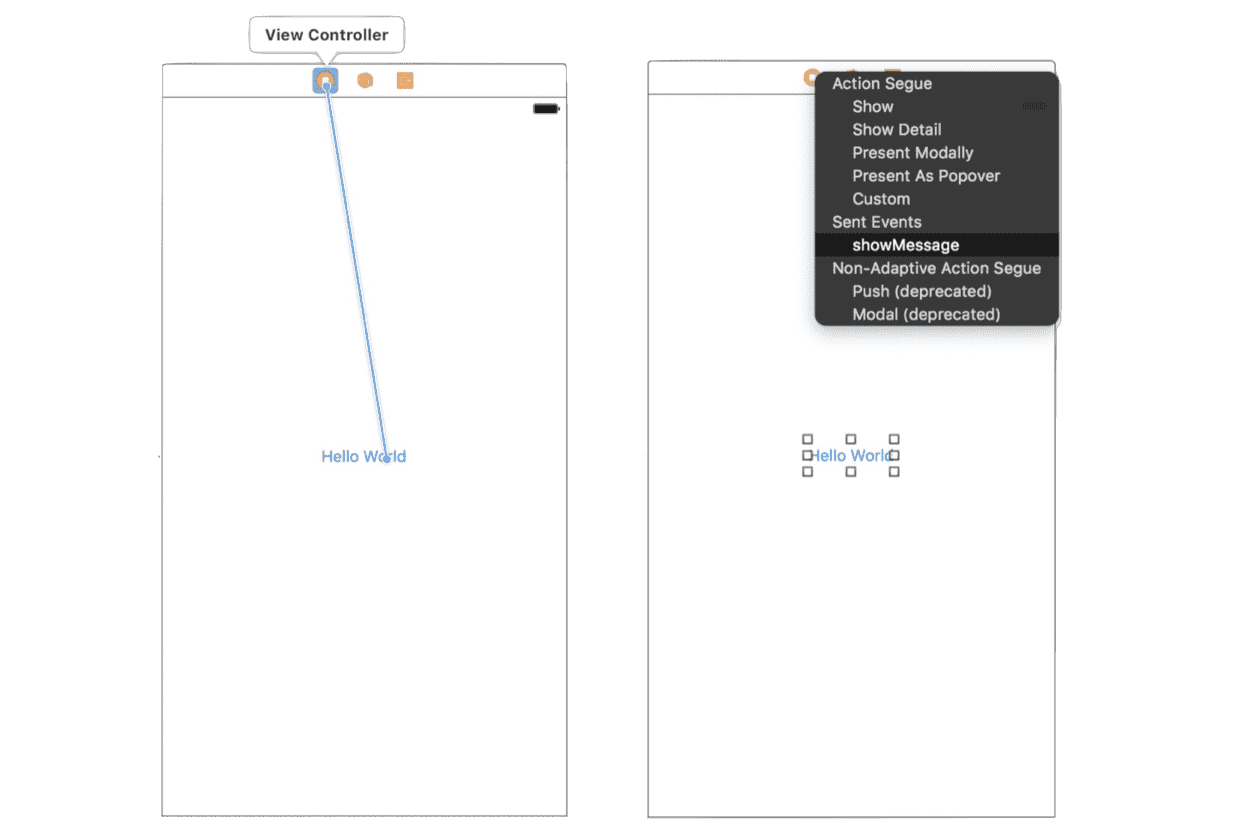 View Controller
Hello World
Action Segue
Show
Show Detail
Present Modally
Present As Popover
Custom
Sent Events
showMessage
Non-Adaptive Action Segue
Push (deprecated)
Modal (deprecated)
Hello World